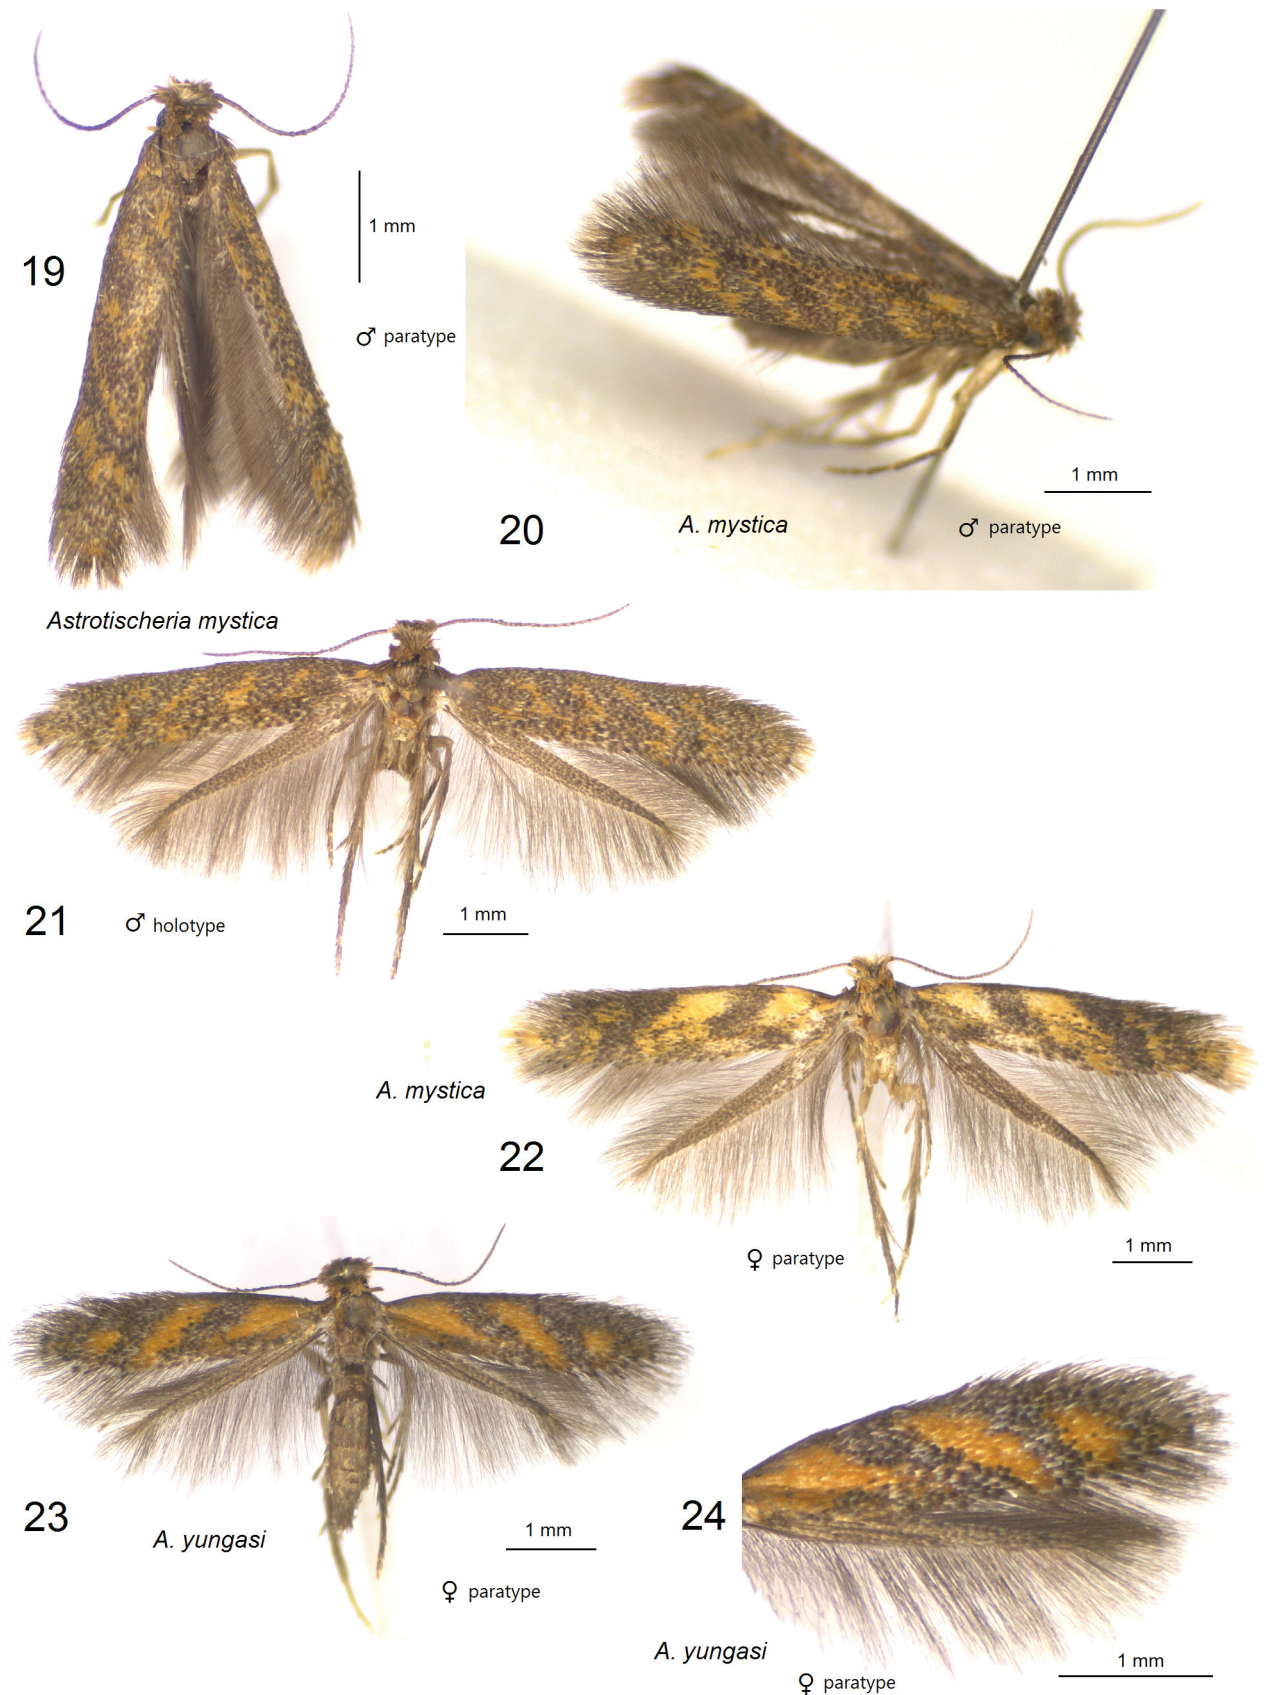 1 mm
19
♂ paratype
1 mm
20
A. mystica
♂ paratype
Astrotischeria mystica
21
♂ holotype
1 mm
A. mystica
22
♀ paratype
1 mm
23
A. yungasi
1 mm
♀ paratype
24
A. yungasi
1 mm
♀ paratype